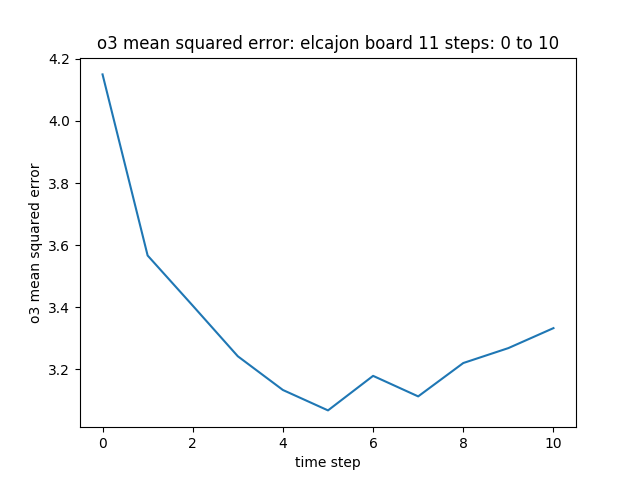 o3 mean squared error: elcajon board 11 steps: 0 to 10
4.2
4.0
3.8
3.6
3.4
3.2
o3 mean squared error
0 2 4 6 8 10
time step